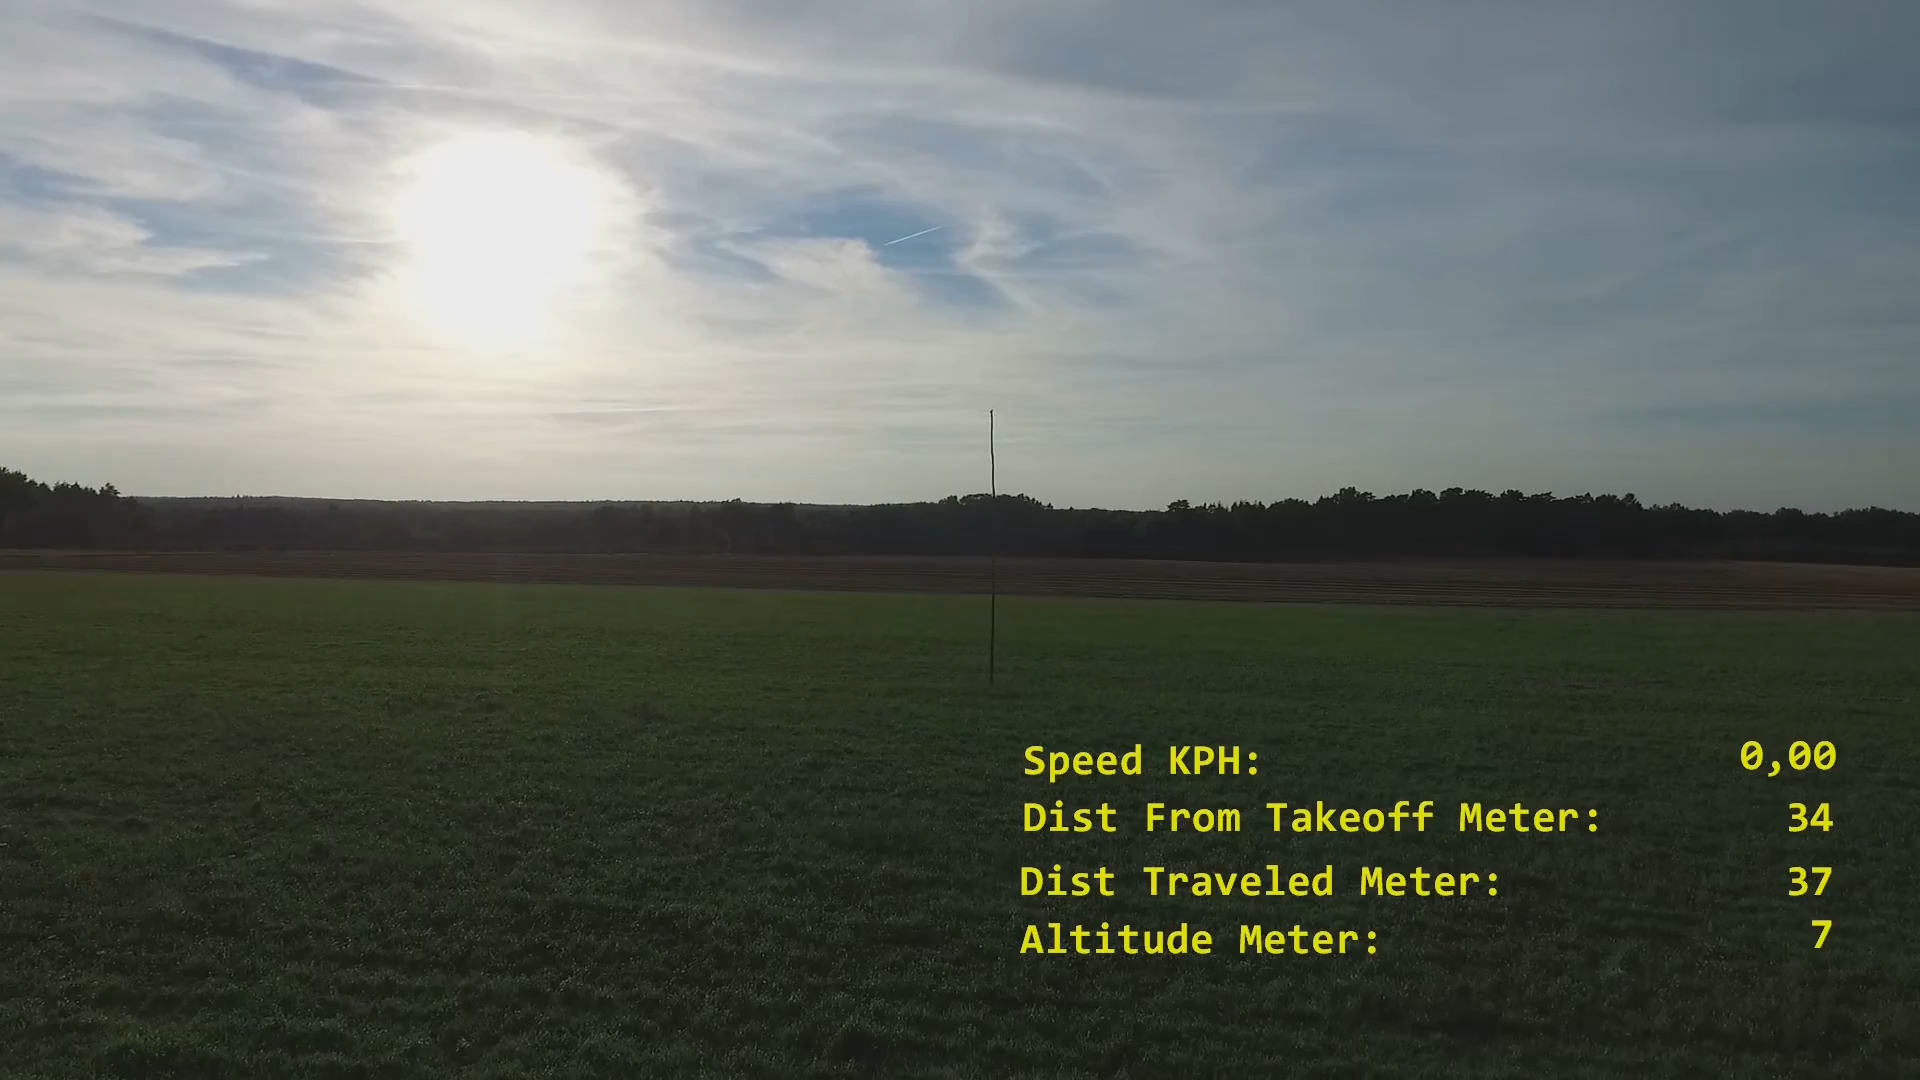 Speed KPH: 0,00
Dist From Takeoff Meter: 34
Dist Traveled Meter: 37
Altitude Meter: 7